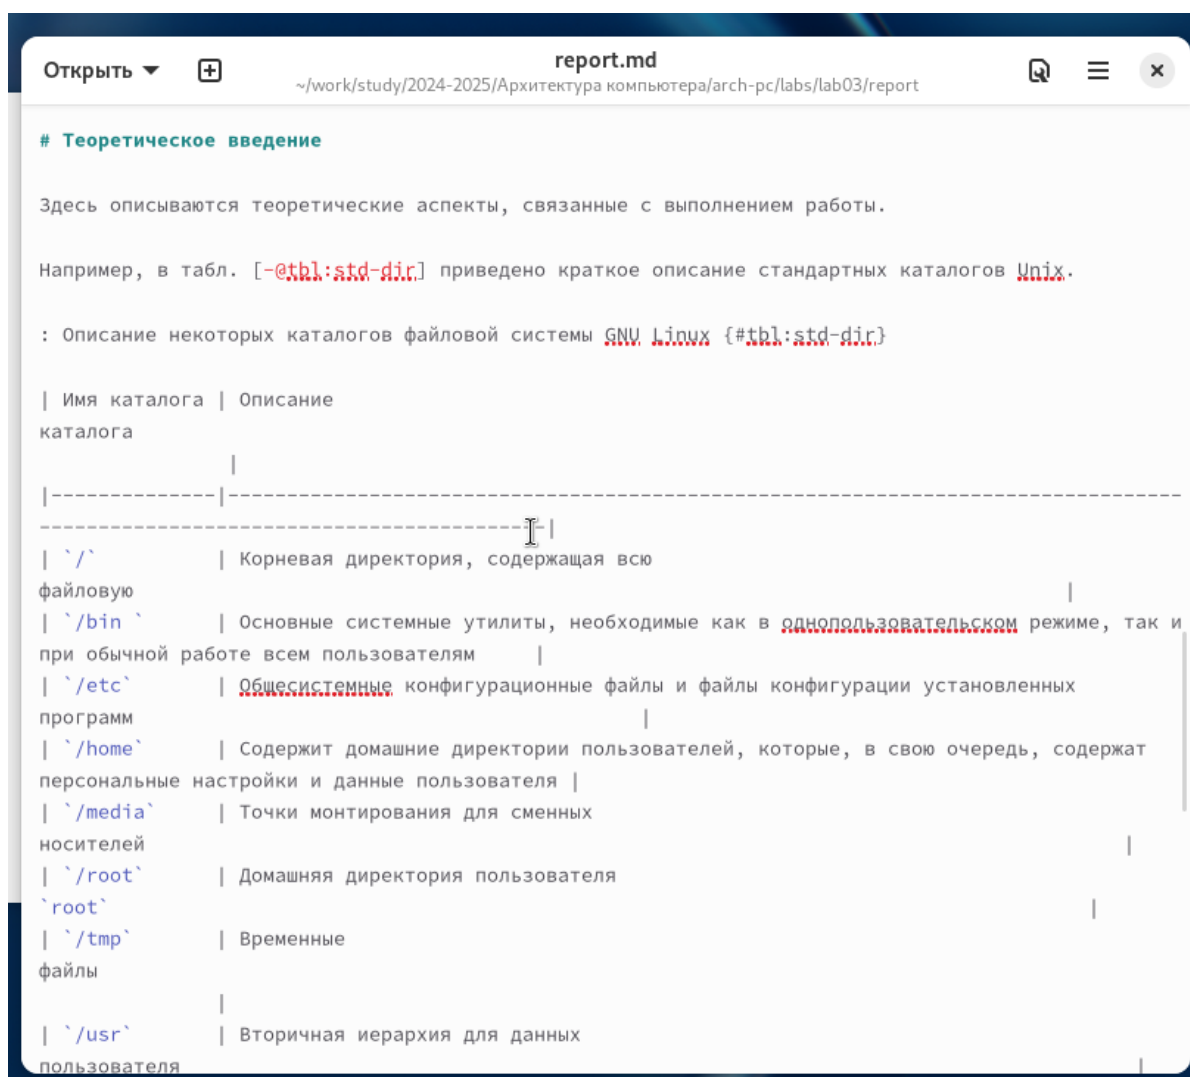 Открыть
report.md
~/work/study/2024-2025/Архитектура компьютера/arch-pc/labs/lab03/report
# Теоретическое введение
Здесь описываются теоретические аспекты, связанные с выполнением работы.
Например, в табл. [-@tbl:std-dir] приведено краткое описание стандартных каталогов Unix.
: Описание некоторых каталогов файловой системы GNU Linux {#tbl:std-dir}
| Имя каталога | Описание
каталога
|
|--------------|---------------------------------------------------------------------------------
-------------------------------------------|
| `/` | Корневая директория, содержащая всю
файловую |
| `/bin ` | Основные системные утилиты, необходимые как в однопользовательском режиме, так и
при обычной работе всем пользователям |
| `/etc` | Общесистемные конфигурационные файлы и файлы конфигурации установленных
программ |
| `/home` | Содержит домашние директории пользователей, которые, в свою очередь, содержат
персональные настройки и данные пользователя |
| `/media` | Точки монтирования для сменных
носителей |
| `/root` | Домашняя директория пользователя
`root` |
| `/tmp` | Временные
файлы
|
| `/usr` | Вторичная иерархия для данных
пользователя |